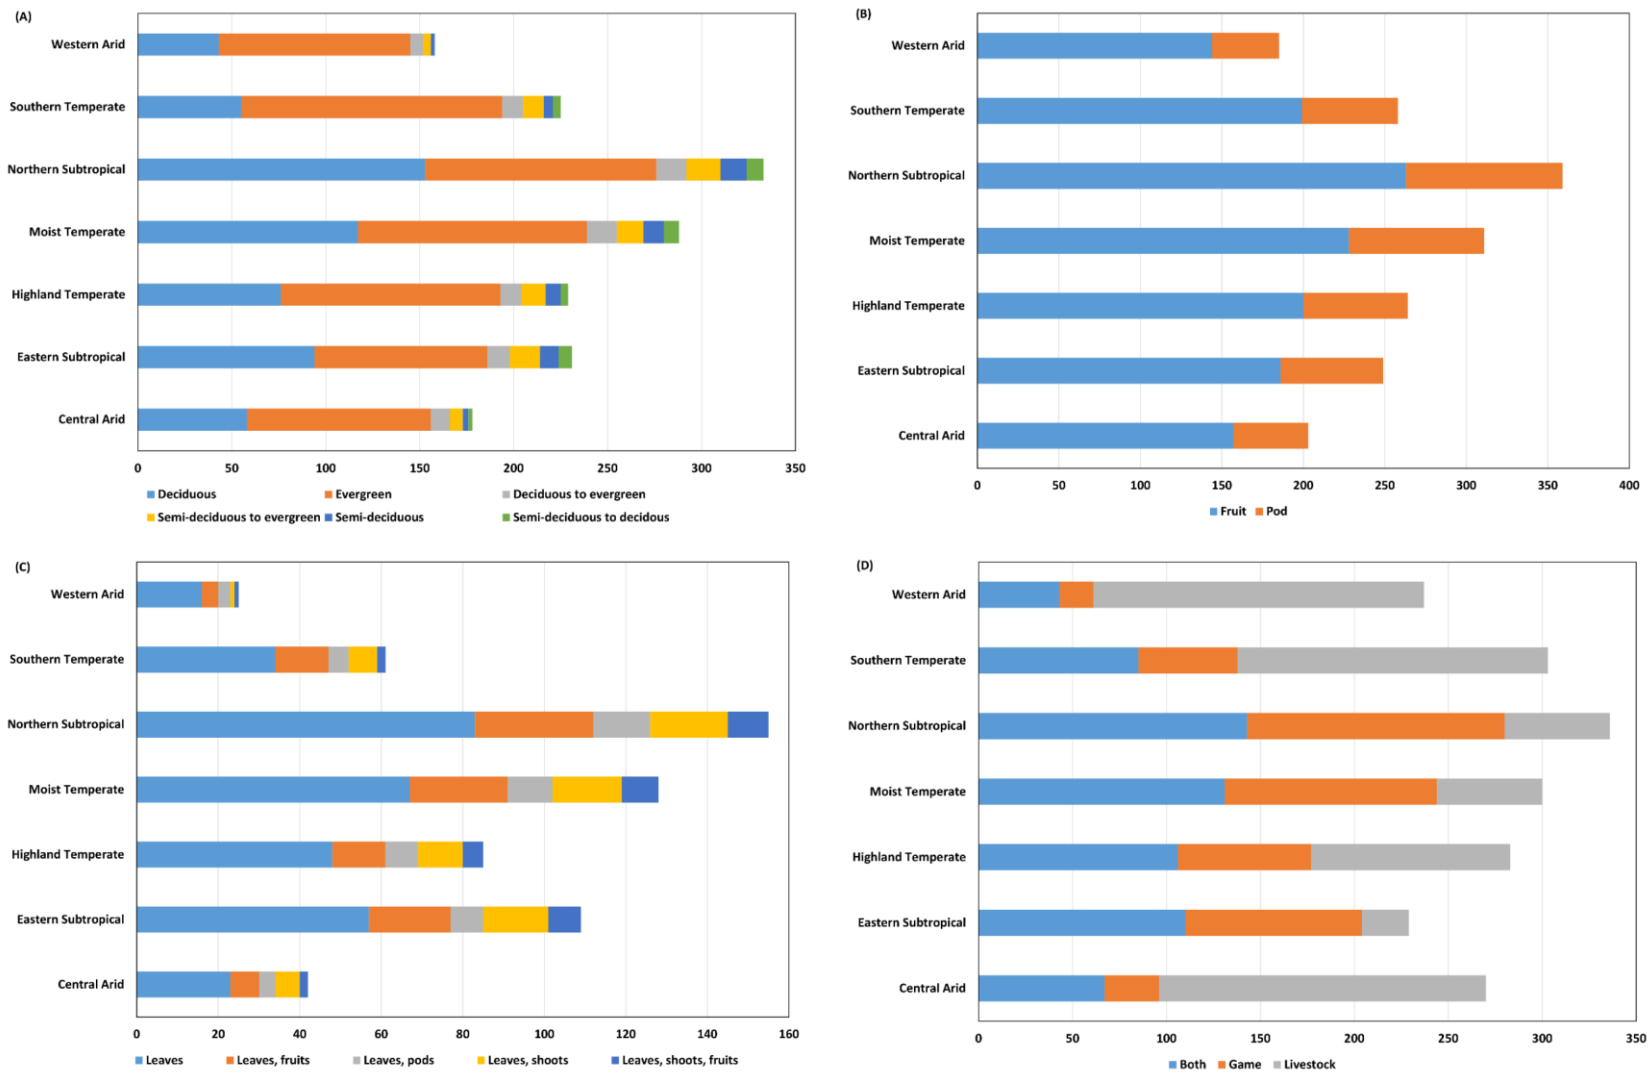 (A)
Western Arid
Southern Temperate
Northern Subtropical
Moist Temperate
Highland Temperate
Eastern Subtropical
Central Arid
0 50 100 150 200 250 300 350
Deciduous Evergreen Deciduous to evergreen
Semi-deciduous to evergreen Semi-deciduous Semi-deciduous to decidous
(B)
Western Arid
Southern Temperate
Northern Subtropical
Moist Temperate
Highland Temperate
Eastern Subtropical
Central Arid
0 50 100 150 200 250 300 350 400
Fruit Pod
(C)
Western Arid
Southern Temperate
Northern Subtropical
Moist Temperate
Highland Temperate
Eastern Subtropical
Central Arid
0 20 40 60 80 100 120 140 160
Leaves Leaves, fruits Leaves, pods Leaves, shoots Leaves, shoots, fruits
(D)
Western Arid
Southern Temperate
Northern Subtropical
Moist Temperate
Highland Temperate
Eastern Subtropical
Central Arid
0 50 100 150 200 250 300 350
Both Game Livestock